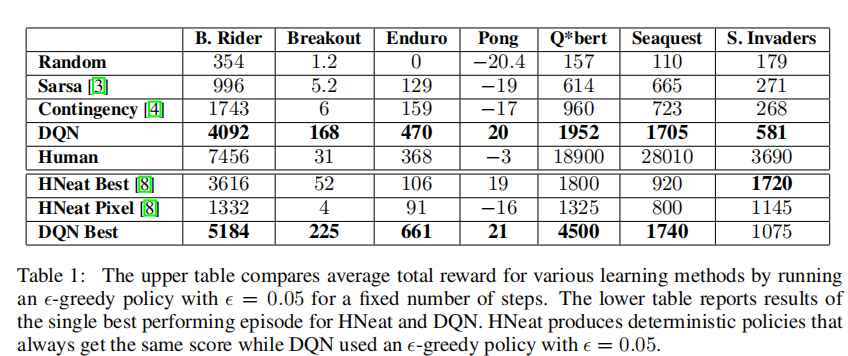 B. Rider Breakout Enduro Pong Q*bert Seaquest S. Invaders
Random 354 1.2 0 −20.4 157 110 179
Sarsa [3] 996 5.2 129 −19 614 665 271
Contingency [4] 1743 6 159 −17 960 723 268
DQN 4092 168 470 20 1952 1705 581
Human 7456 31 368 −3 18900 28010 3690
HNeat Best [8] 3616 52 106 19 1800 920 1720
HNeat Pixel [8] 1332 4 91 −16 1325 800 1145
DQN Best 5184 225 661 21 4500 1740 1075
Table 1: The upper table compares average total reward for various learning methods by running
an ϵ-greedy policy with ϵ = 0.05 for a fixed number of steps. The lower table reports results of
the single best performing episode for HNeat and DQN. HNeat produces deterministic policies that
always get the same score while DQN used an ϵ-greedy policy with ϵ = 0.05.